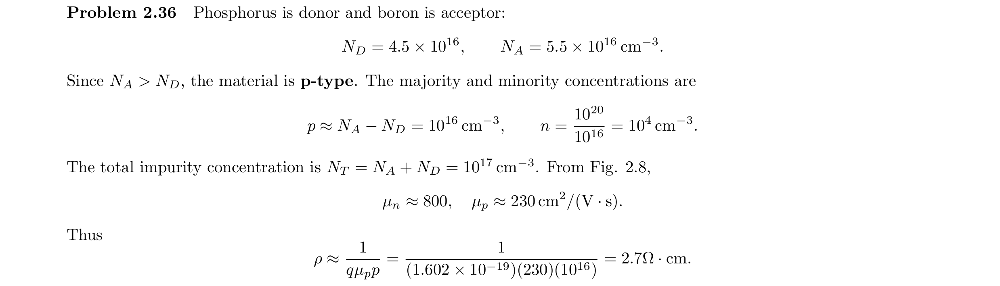 Problem 2.36 Phosphorus is donor and boron is acceptor:
$N_D = 4.5 \times 10^{16}, \qquad N_A = 5.5 \times 10^{16} \, \text{cm}^{-3}.$
Since $N_A > N_D$, the material is p-type. The majority and minority concentrations are
$p \approx N_A - N_D = 10^{16} \, \text{cm}^{-3}, \qquad n = \frac{10^{20}}{10^{16}} = 10^4 \, \text{cm}^{-3}.$
The total impurity concentration is $N_T = N_A + N_D = 10^{17} \, \text{cm}^{-3}$. From Fig. 2.8,
$\mu_n \approx 800, \quad \mu_p \approx 230 \, \text{cm}^2/(\text{V} \cdot \text{s}).$
Thus
$\rho \approx \frac{1}{q\mu_p p} = \frac{1}{(1.602 \times 10^{-19})(230)(10^{16})} = 2.7\Omega \cdot \text{cm}.$